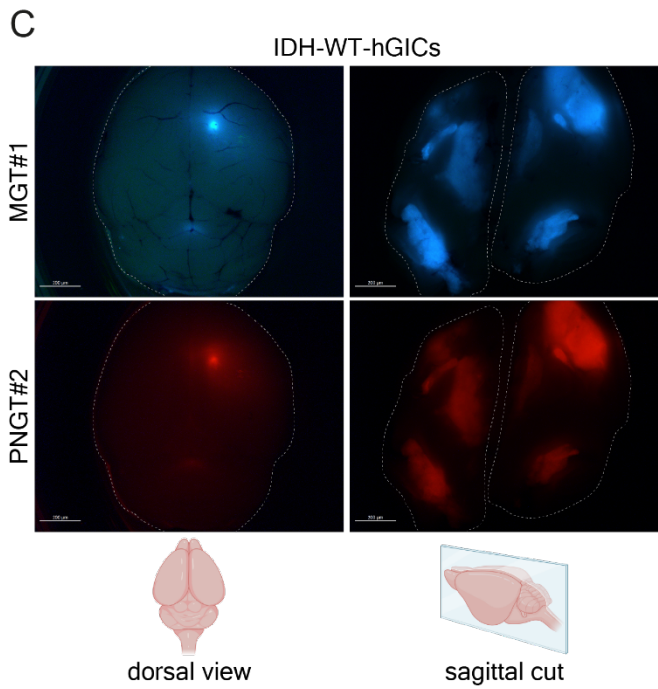 C
IDH-WT-hGICs
MGT#1
PNGT#2
dorsal view
sagittal cut